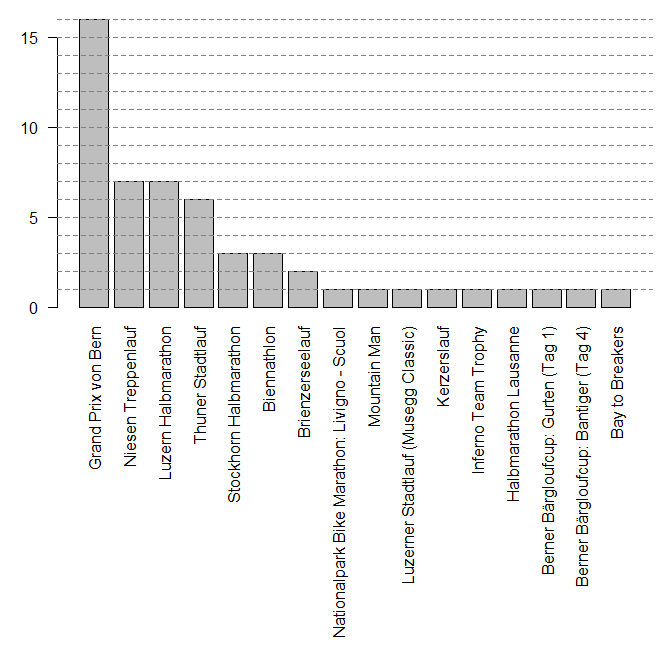 15
10
5
0
Grand Prix von Bern
Niesen Treppenlauf
Luzern Halbmarathon
Thuner Stadtlauf
Stockhorn Halbmarathon
Biennathlon
Brienzerseelauf
Nationalpark Bike Marathon: Livigno - Scuol
Mountain Man
Luzerner Stadtlauf (Musegg Classic)
Kerzerslauf
Inferno Team Trophy
Halbmarathon Lausanne
Berner Bärgloufcup: Gurten (Tag 1)
Berner Bärgloufcup: Bantiger (Tag 4)
Bay to Breakers